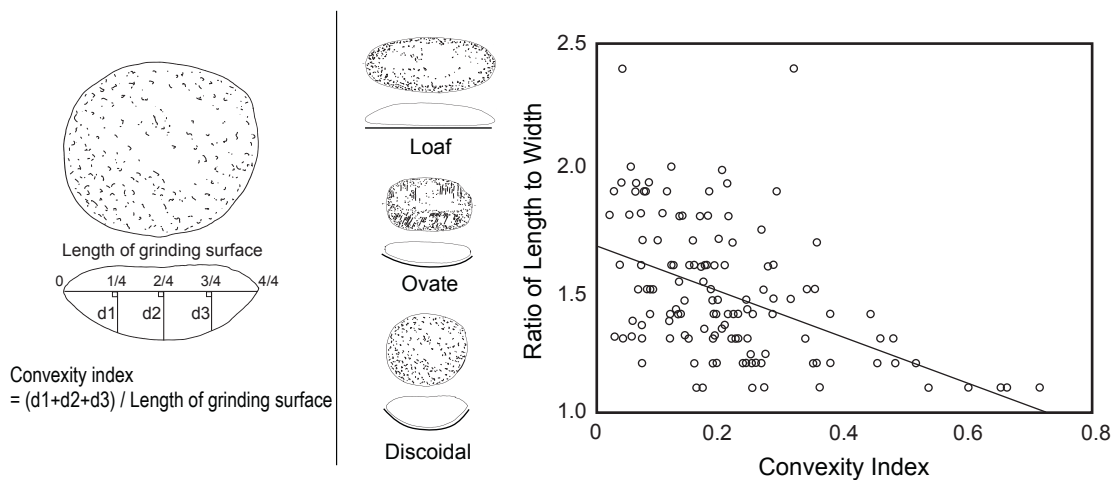 Length of grinding surface
0 1/4 2/4 3/4 4/4
d1 d2 d3
Convexity index
= (d1+d2+d3) / Length of grinding surface
Loaf
Ovate
Discoidal
Ratio of Length to Width
2.5
2.0
1.5
1.0
0 0.2 0.4 0.6 0.8
Convexity Index